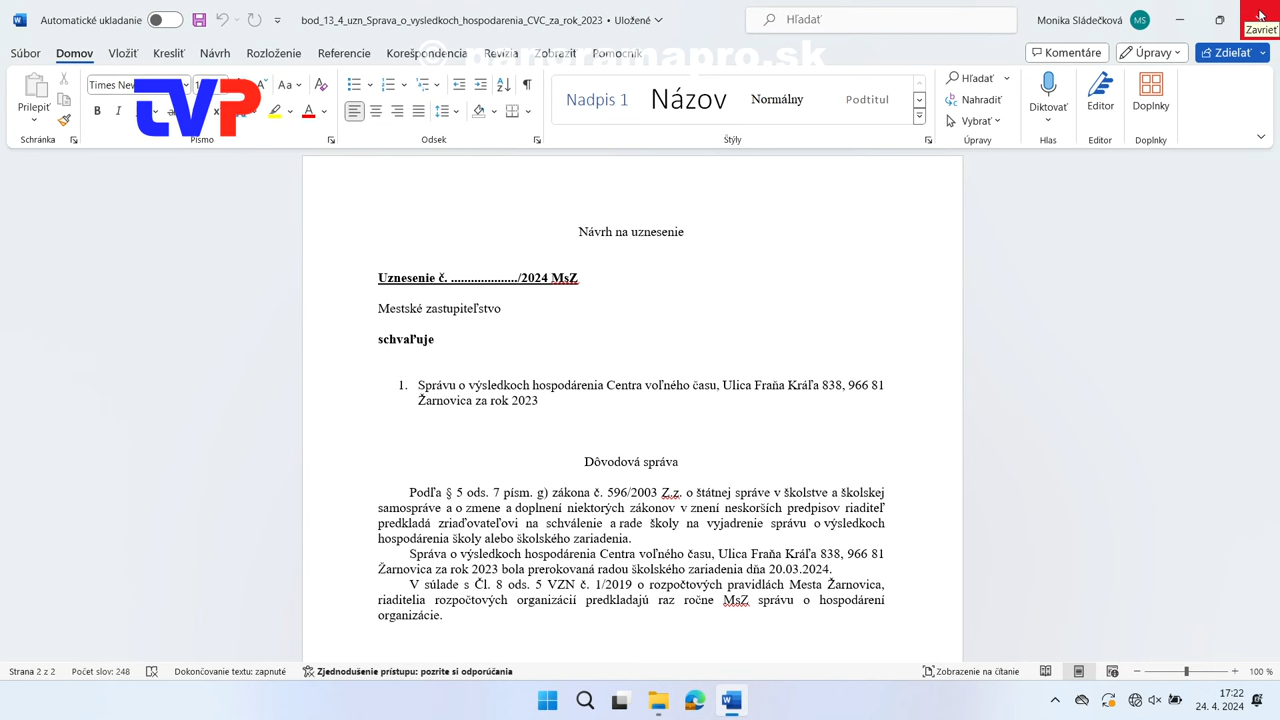 Automatické ukladanie
bod_13_4_uzn_Sprava_o_vysledkoch_hospodarenia_CVC_za_rok_2023 • Uložené
Hľadať
Monika Sládečková
MS
Zavrieť
Súbor Domov Vložiť Kresliť Návrh Rozloženie Referencie Korešpondencia Revízia Zobraziť Pomocník
Komentáre
Úpravy
Zdieľať
© panoramapro.sk
TVP
Times New
Prilepiť
Aa
B I
x
A
Nadpis 1
Názov
Normálny
Podtitul
Hľadať
Nahradiť
Vybrať
Diktovať
Editor
Doplnky
Schránka
Písmo
Odsek
Štýly
Úpravy
Hlas
Editor
Doplnky
Návrh na uznesenie
Uznesenie č. ...................../2024 MsZ
Mestské zastupiteľstvo
schvaľuje
1. Správu o výsledkoch hospodárenia Centra voľného času, Ulica Fraňa Kráľa 838, 966 81
Žarnovica za rok 2023
Dôvodová správa
Podľa § 5 ods. 7 písm. g) zákona č. 596/2003 Z.z. o štátnej správe v školstve a školskej
samospráve a o zmene a doplnení niektorých zákonov v znení neskorších predpisov riaditeľ
predkladá zriaďovateľovi na schválenie a rade školy na vyjadrenie správu o výsledkoch
hospodárenia školy alebo školského zariadenia.
Správa o výsledkoch hospodárenia Centra voľného času, Ulica Fraňa Kráľa 838, 966 81
Žarnovica za rok 2023 bola prerokovaná radou školského zariadenia dňa 20.03.2024.
V súlade s Čl. 8 ods. 5 VZN č. 1/2019 o rozpočtových pravidlách Mesta Žarnovica,
riaditelia rozpočtových organizácií predkladajú raz ročne MsZ správu o hospodárení
organizácie.
Strana 2 z 2
Počet slov: 248
Dokončovanie textu: zapnuté
Zjednodušenie prístupu: pozrite si odporúčania
Zobrazenie na čítanie
100 %
17:22
24. 4. 2024